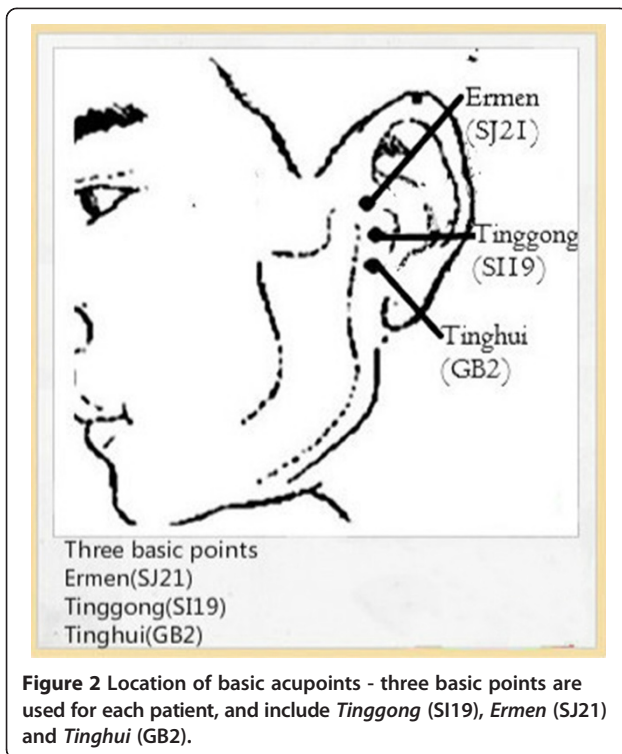 Ermen
(SJ21)
Tinggong
(SI19)
Tinghui
(GB2)
Three basic points
Ermen(SJ21)
Tinggong(SI19)
Tinghui(GB2)
Figure 2 Location of basic acupoints - three basic points are
used for each patient, and include Tinggong (SI19), Ermen (SJ21)
and Tinghui (GB2).